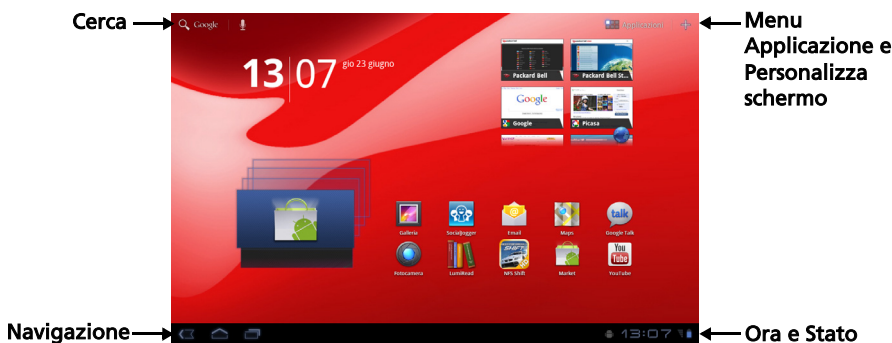 Cerca
Google
Applicazioni
Menu
Applicazione e
Personalizza
schermo
13 07
gio 23 giugno
Packard Bell
Packard Bell St...
Google
Google
Picasa
Galleria
SocialJogger
Email
Maps
talk
Google Talk
SHIFT
You
Tube
Fotocamera
LumiRead
NFS Shift
Market
YouTube
Navigazione
13:07
Ora e Stato